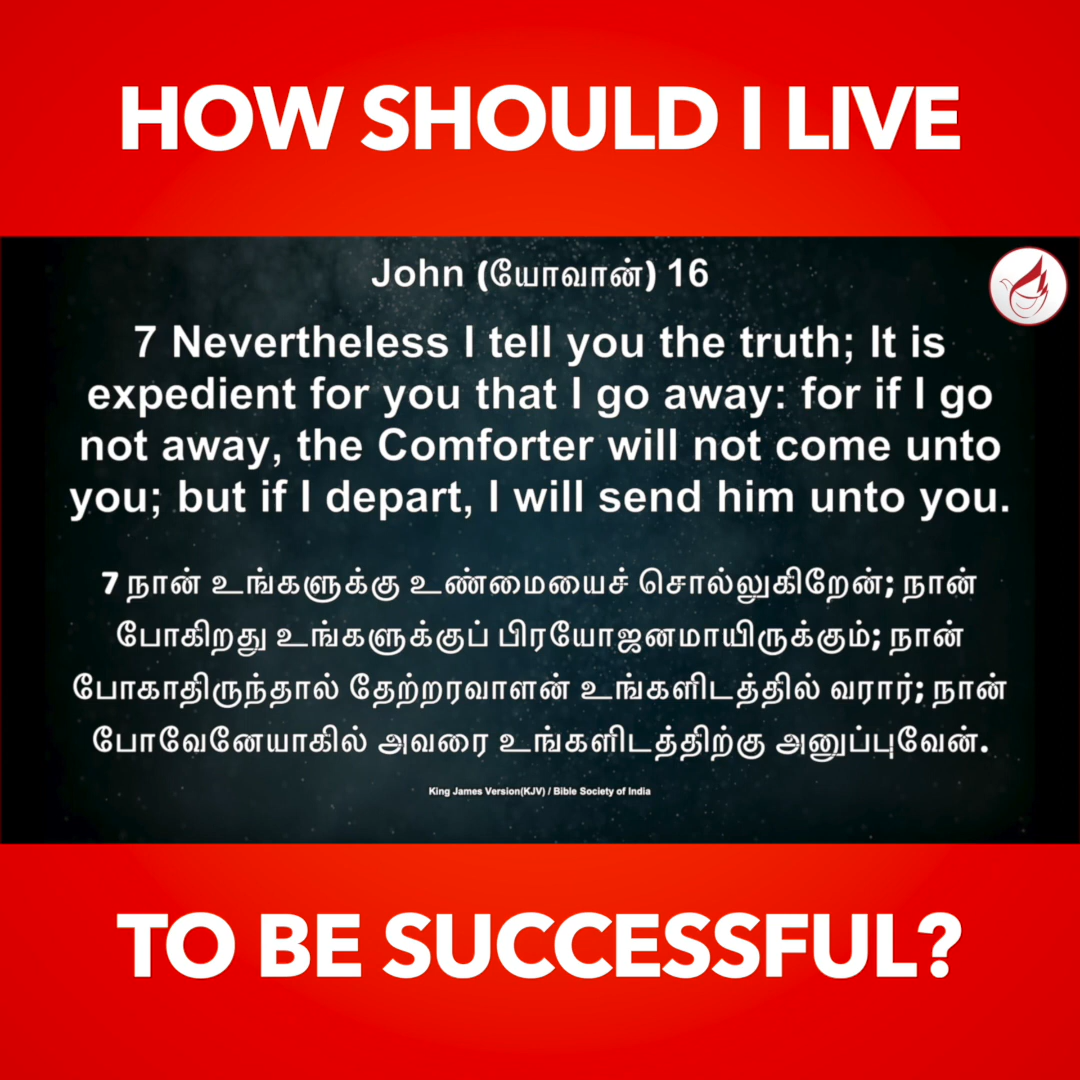 HOW SHOULD I LIVE
John (யோவான்) 16
7 Nevertheless I tell you the truth; It is
expedient for you that I go away: for if I go
not away, the Comforter will not come unto
you; but if I depart, I will send him unto you.
7 நான் உங்களுக்கு உண்மையைச் சொல்லுகிறேன்; நான்
போகிறது உங்களுக்குப் பிரயோஜனமாயிருக்கும்; நான்
போகாதிருந்தால் தேற்றரவாளன் உங்களிடத்தில் வரார்; நான்
போவேனேயாகில் அவரை உங்களிடத்திற்கு அனுப்புவேன்.
King James Version(KJV) / Bible Society of India
TO BE SUCCESSFUL?